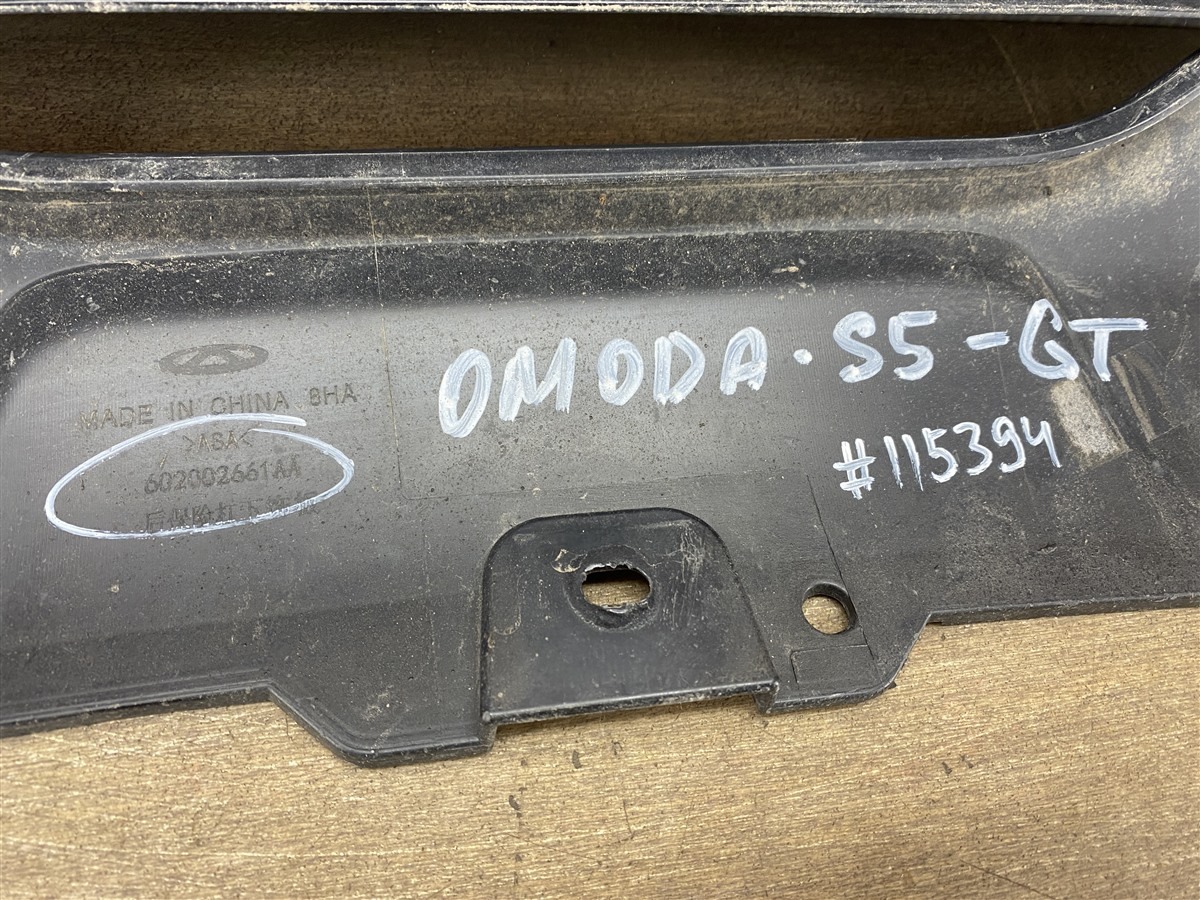 OMODA·S5-GT
#115394
MADE IN CHINA 8HA
>ASA<
602002661AA